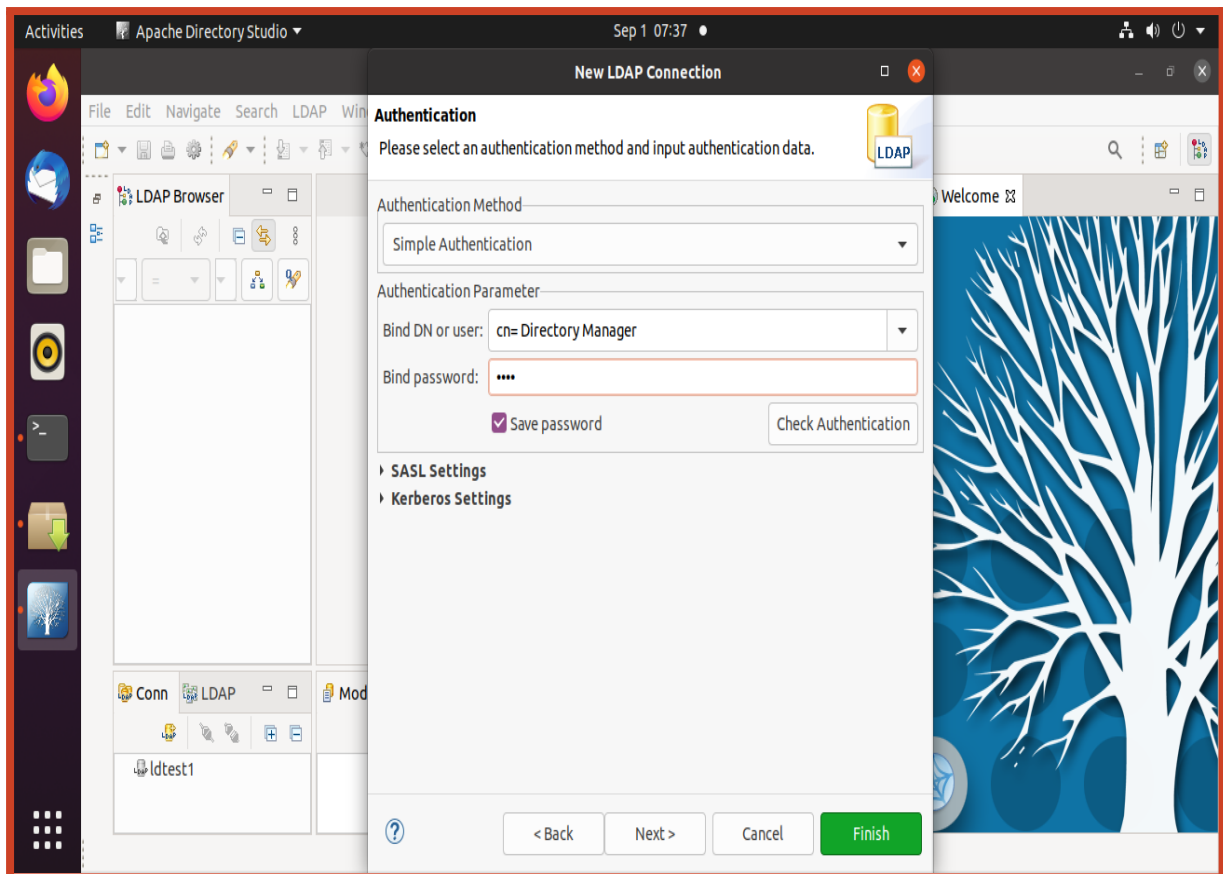 Activities
Apache Directory Studio
Sep 1 07:37
New LDAP Connection
File Edit Navigate Search LDAP Win
Authentication
Please select an authentication method and input authentication data.
LDAP
LDAP Browser
Welcome
Authentication Method
Simple Authentication
=
Authentication Parameter
Bind DN or user: cn= Directory Manager
Bind password: ••••
Save password
Check Authentication
SASL Settings
Kerberos Settings
Conn
LDAP
Mod
ldtest1
?
< Back
Next >
Cancel
Finish